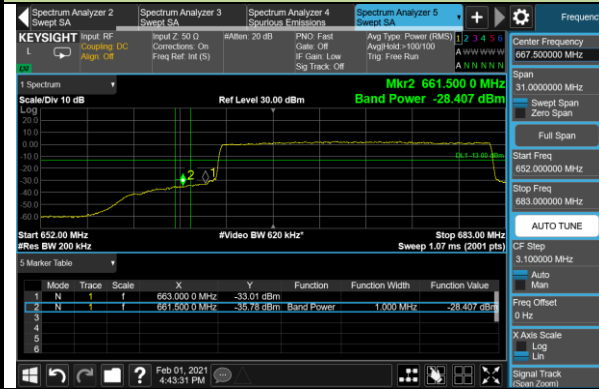 Spectrum Analyzer 2
Swept SA
Spectrum Analyzer 3
Swept SA
Spectrum Analyzer 4
Spurious Emissions
Spectrum Analyzer 5
Swept SA
Frequency
KEYSIGHT
L
Input: RF
Coupling: DC
Align: Off
Input Z: 50 Ω
Corrections: On
Freq Ref: Int (S)
#Atten: 20 dB
PNO: Fast
Gate: Off
IF Gain: Low
Sig Track: Off
Avg Type: Power (RMS)
Avg|Hold:>100/100
Trig: Free Run
1 2 3 4 5 6
A W W W W W
A N N N N N
1 Spectrum
Scale/Div 10 dB
Ref Level 30.00 dBm
Mkr2 661.500 0 MHz
Band Power -28.407 dBm
Log
20.0
10.0
0.00
-10.0
-20.0
-30.0
-40.0
-50.0
-60.0
DL1 -13.00 dBm
2
1
Start 652.00 MHz
#Res BW 200 kHz
#Video BW 620 kHz*
Stop 683.00 MHz
Sweep 1.07 ms (2001 pts)
5 Marker Table
Mode Trace Scale X Y Function Function Width Function Value
1 N 1 f 663.000 0 MHz -33.01 dBm
2 N 1 f 661.500 0 MHz -35.78 dBm Band Power 1.000 MHz -28.407 dBm
3
4
5
6
Feb 01, 2021
4:43:31 PM
Center Frequency
667.500000 MHz
Span
31.0000000 MHz
Swept Span
Zero Span
Full Span
Start Freq
652.000000 MHz
Stop Freq
683.000000 MHz
AUTO TUNE
CF Step
3.100000 MHz
Auto
Man
Freq Offset
0 Hz
X Axis Scale
Log
Lin
Signal Track
(Span Zoom)